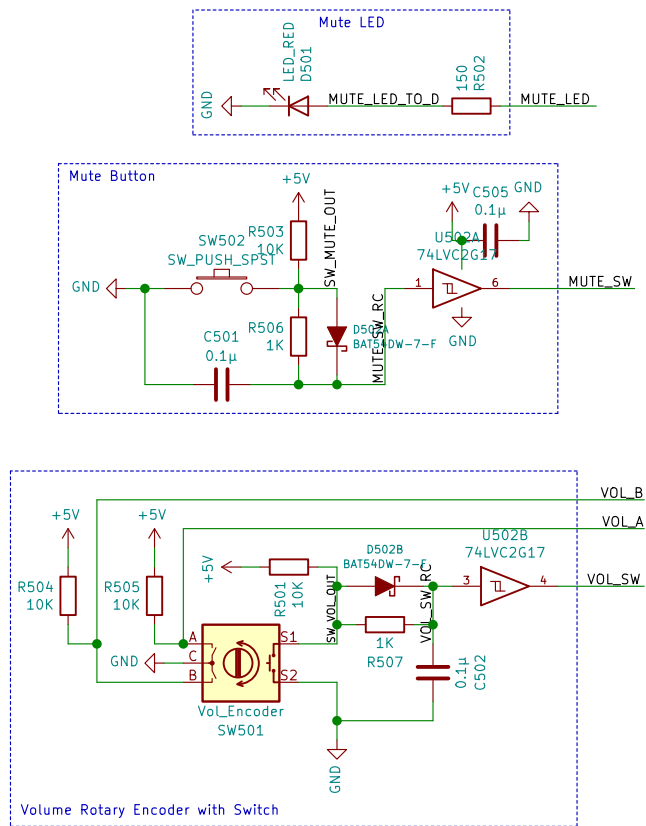 Mute LED
LED_RED
D501
150
R502
GND
MUTE_LED_TO_D
MUTE_LED
Mute Button
+5V
SW_MUTE_OUT
+5V
C505
GND
0.1µ
R503
10K
SW502
SW_PUSH_SPST
U502A
74LVC2G17
GND
1
6
MUTE_SW
R506
1K
BAT54DW-7-F
MUTE_SW_RC
GND
C501
0.1µ
VOL_B
VOL_A
+5V
+5V
+5V
R501
10K
SW_VOL_OUT
D502B
BAT54DW-7-F
VOL_SW_RC
U502B
74LVC2G17
3
4
VOL_SW
R504
10K
R505
10K
A
C
B
GND
S1
S2
1K
R507
0.1µ
C502
Vol_Encoder
SW501
GND
Volume Rotary Encoder with Switch